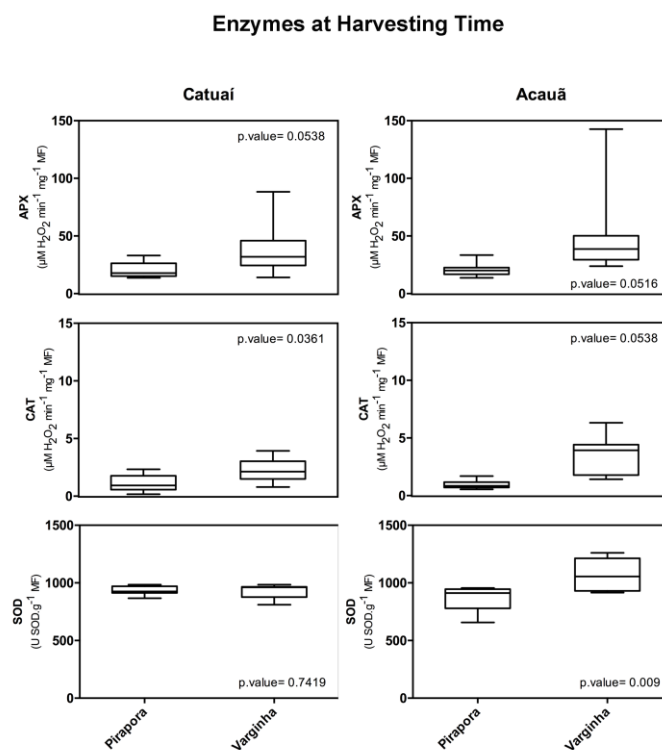 Enzymes at Harvesting Time
Catuaí
Acauã
APX
(µM H₂O₂ min⁻¹ mg⁻¹ MF)
150
100
50
0
p.value= 0.0538
APX
(µM H₂O₂ min⁻¹ mg⁻¹ MF)
150
100
50
0
p.value= 0.0516
CAT
(µM H₂O₂ min⁻¹ mg⁻¹ MF)
15
10
5
0
p.value= 0.0361
CAT
(µM H₂O₂ min⁻¹ mg⁻¹ MF)
15
10
5
0
p.value= 0.0538
SOD
(U SOD.g⁻¹ MF)
1500
1000
500
0
p.value= 0.7419
Pirapora
Varginha
SOD
(U SOD.g⁻¹ MF)
1500
1000
500
0
p.value= 0.009
Pirapora
Varginha